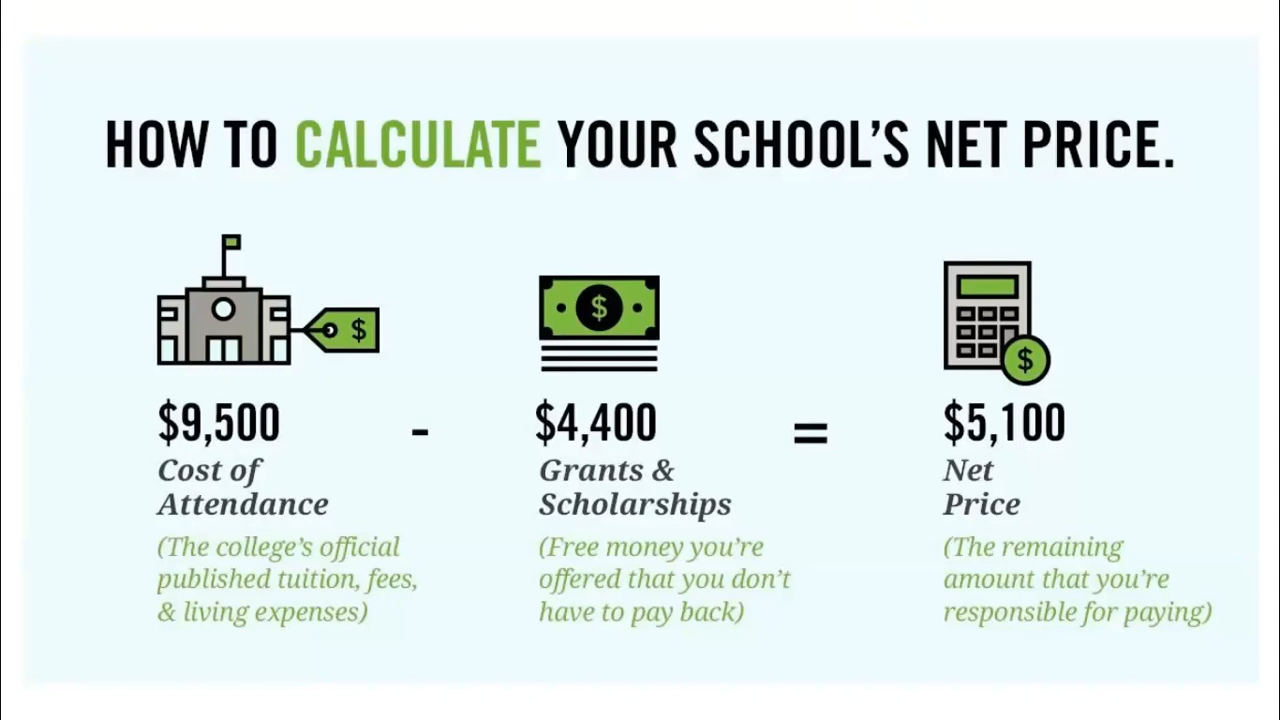 HOW TO CALCULATE YOUR SCHOOL'S NET PRICE.
$
$
$
$9,500
Cost of
Attendance
(The college's official
published tuition, fees,
& living expenses)
-
$4,400
Grants &
Scholarships
(Free money you're
offered that you don't
have to pay back)
=
$5,100
Net
Price
(The remaining
amount that you're
responsible for paying)